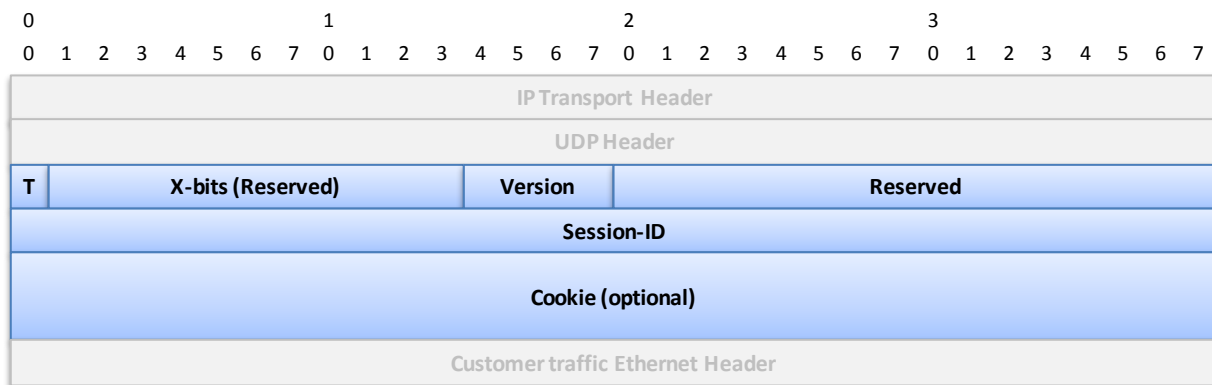 0 1 2 3
0 1 2 3 4 5 6 7 0 1 2 3 4 5 6 7 0 1 2 3 4 5 6 7 0 1 2 3 4 5 6 7
IP Transport Header
UDP Header
T X-bits (Reserved) Version Reserved
Session-ID
Cookie (optional)
Customer traffic Ethernet Header